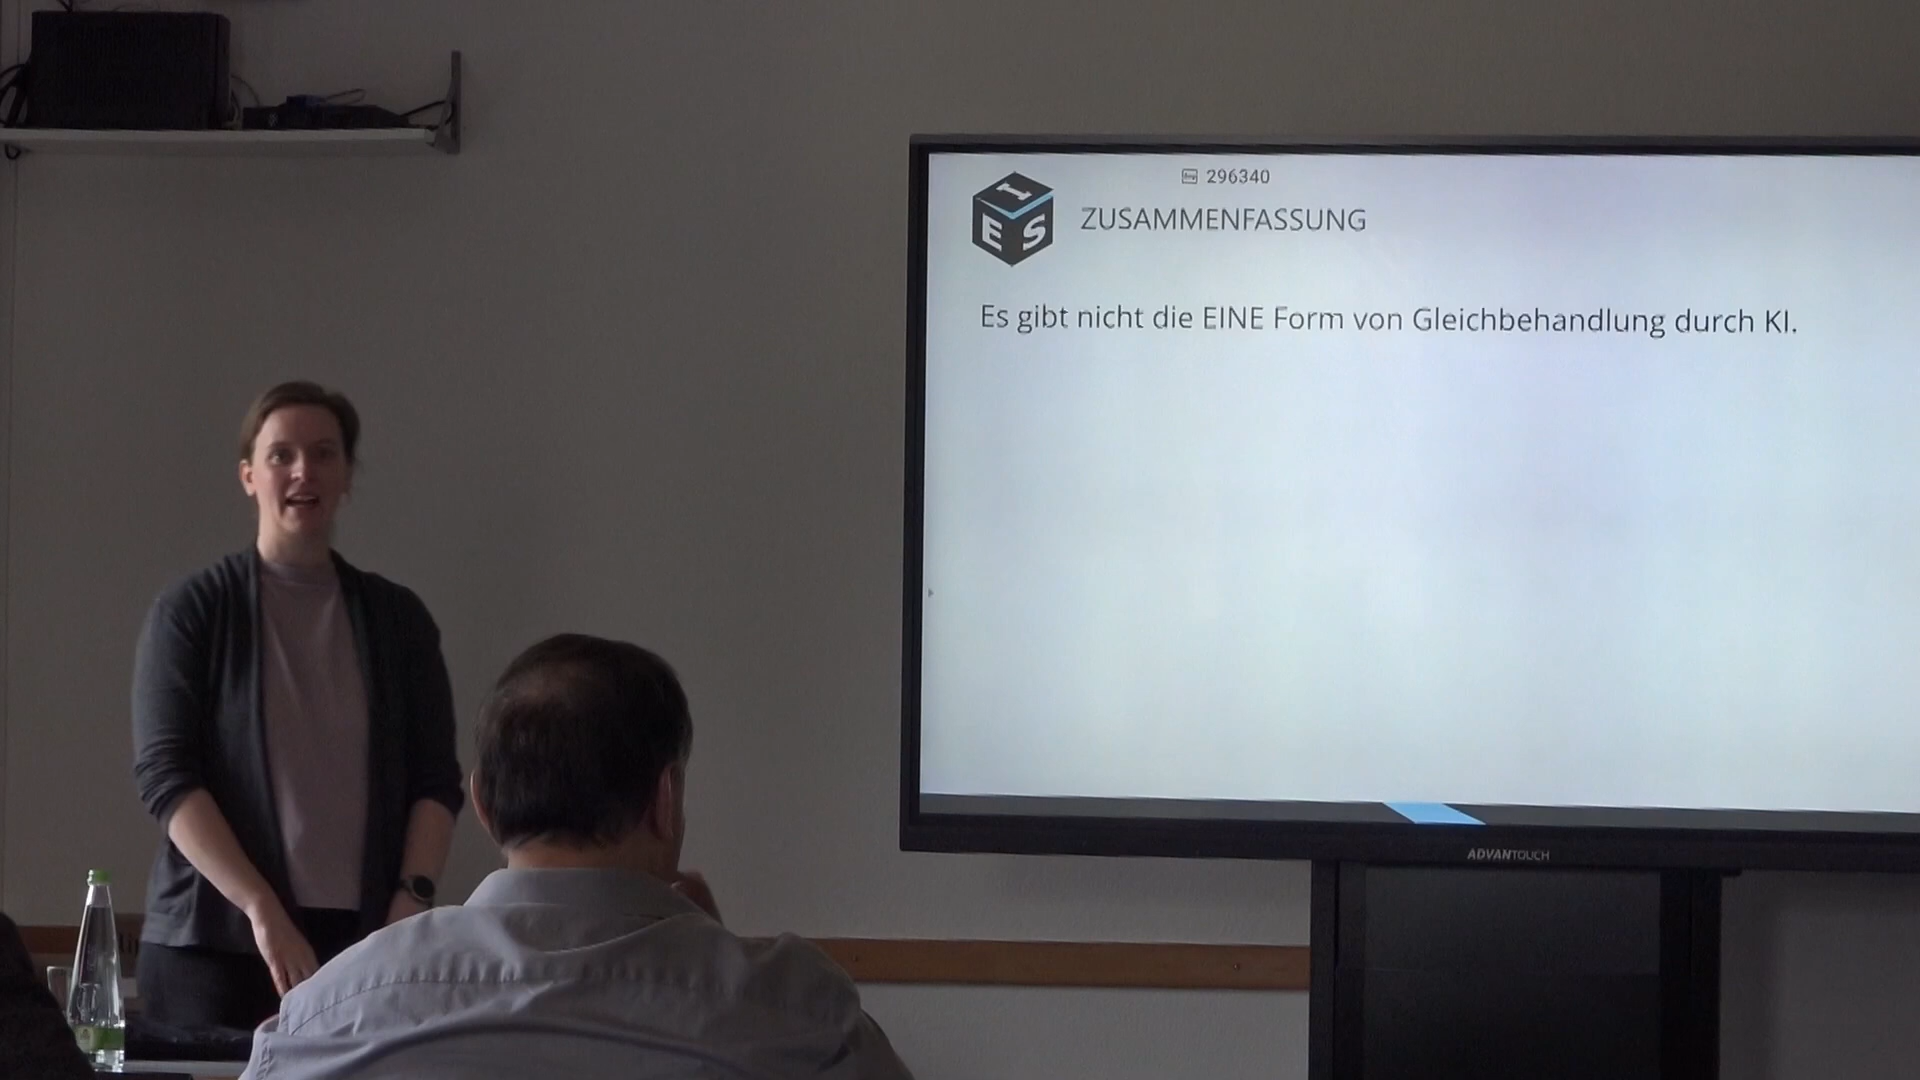 296340
I
E S
ZUSAMMENFASSUNG
Es gibt nicht die EINE Form von Gleichbehandlung durch KI.
ADVANTOUCH